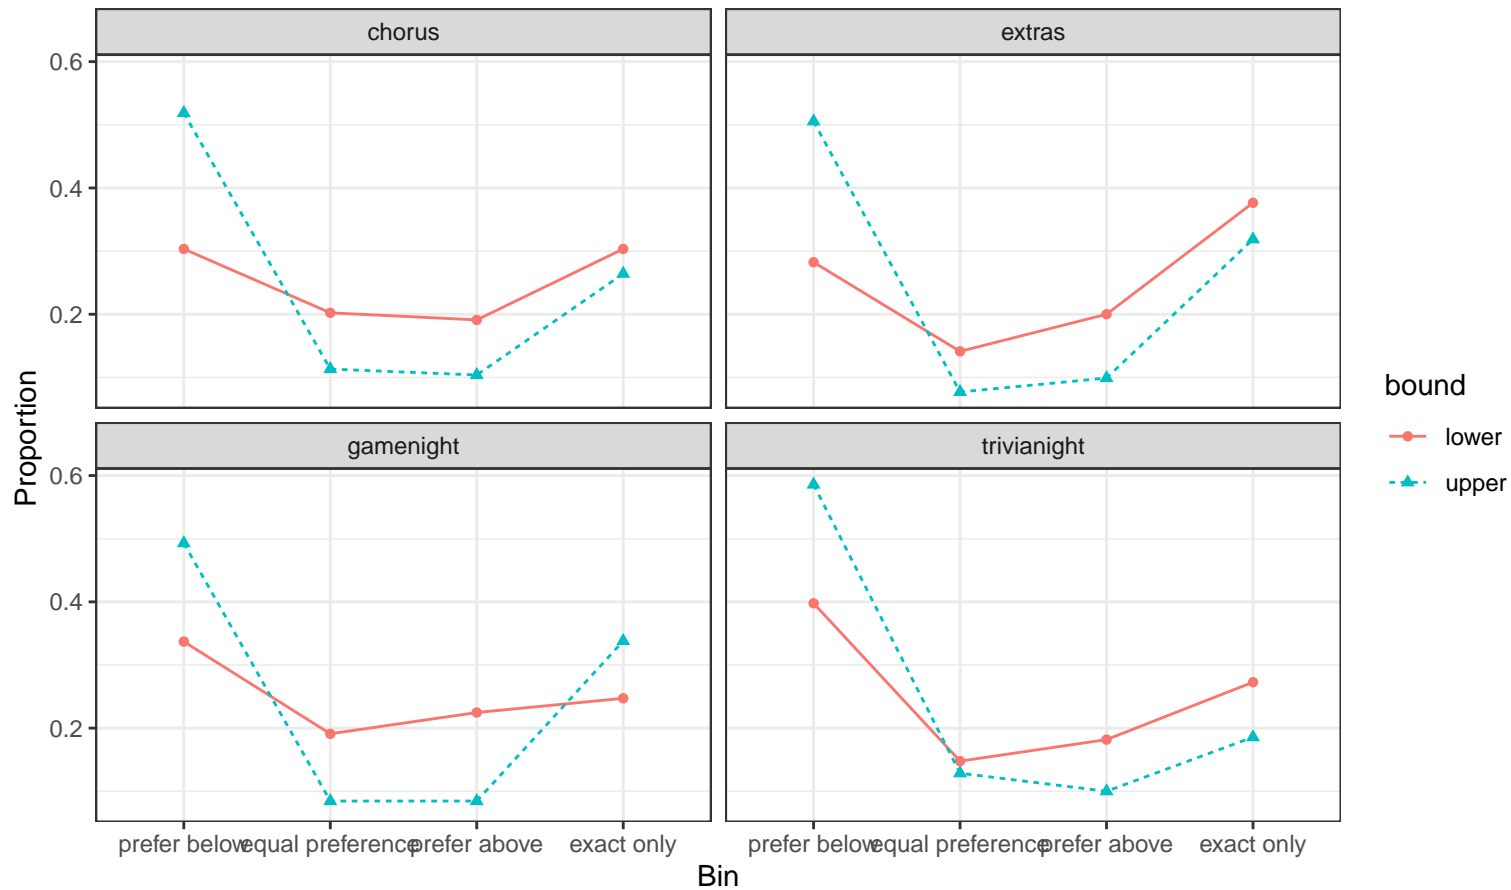 chorus
extras
0.6
0.4
0.2
gamenight
trivianight
0.6
0.4
0.2
Proportion
prefer below equal preference prefer above exact only
prefer below equal preference prefer above exact only
Bin
bound
lower
upper